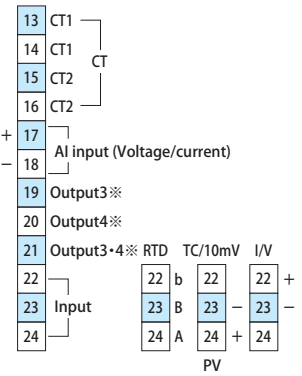 13 CT1
14 CT1
CT
15 CT2
16 CT2
+ 17
AI input (Voltage/current)
− 18
19 Output3※
20 Output4※
21 Output3・4※ RTD TC/10mV I/V
22 22 b 22 22 +
23 Input 23 B 23 − 23 −
24 24 A 24 + 24
PV